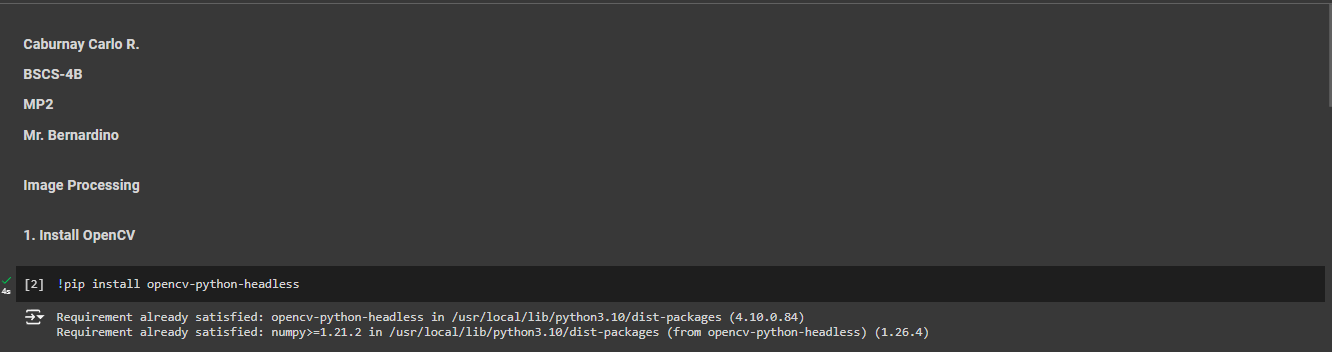 Caburnay Carlo R.
BSCS-4B
MP2
Mr. Bernardino
Image Processing
1. Install OpenCV
4s
[2] !pip install opencv-python-headless
Requirement already satisfied: opencv-python-headless in /usr/local/lib/python3.10/dist-packages (4.10.0.84)
Requirement already satisfied: numpy>=1.21.2 in /usr/local/lib/python3.10/dist-packages (from opencv-python-headless) (1.26.4)